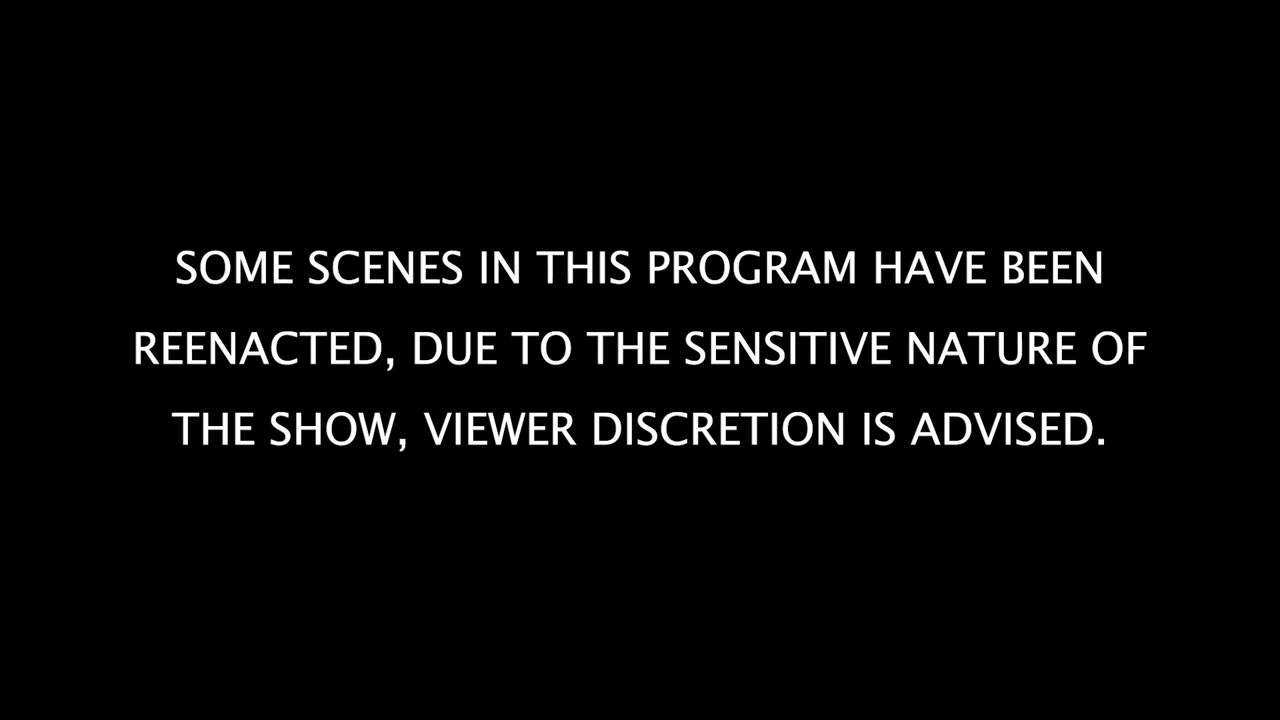 SOME SCENES IN THIS PROGRAM HAVE BEEN
REENACTED, DUE TO THE SENSITIVE NATURE OF
THE SHOW, VIEWER DISCRETION IS ADVISED.